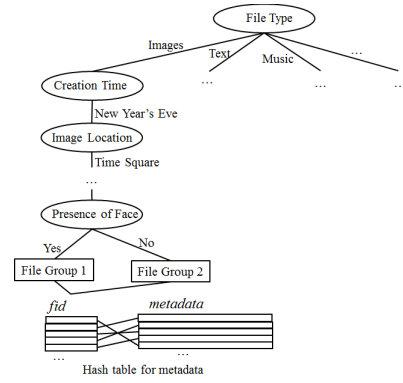 File Type
Images
Text
Music
...
Creation Time
...
...
...
New Year's Eve
Image Location
Time Square
...
Presence of Face
Yes
No
File Group 1
File Group 2
fid
metadata
...
...
Hash table for metadata